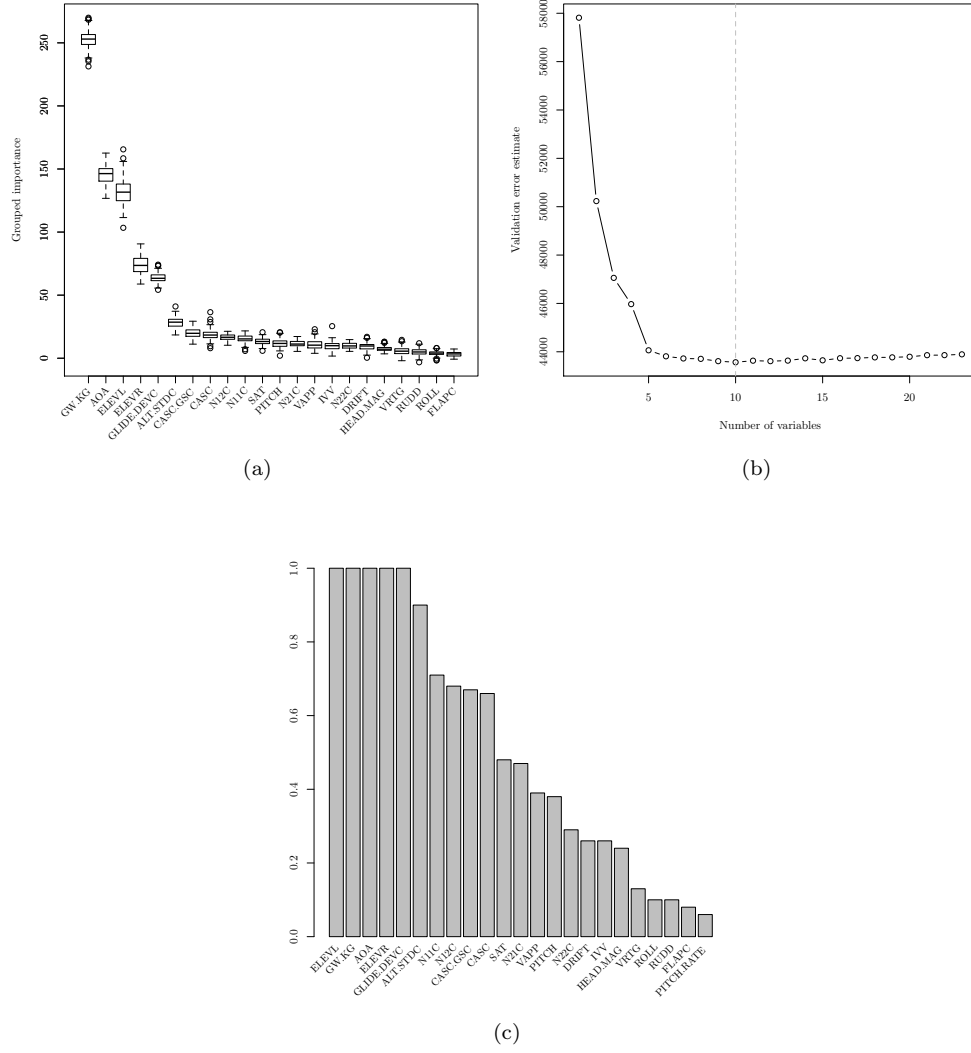 Grouped importance
0
50
100
150
200
250
GW.KG
AOA
ELEVL
ELEVR
GLIDE.DEVC
ALT.STDC
CASC.GSC
CASC
N12C
N11C
SAT
PITCH
N21C
VAPP
IVV
N22C
DRIFT
HEAD.MAG
VRTG
RUDD
ROLL
FLAPC
(a)
Validation error estimate
44000
46000
48000
50000
52000
54000
56000
58000
5
10
15
20
Number of variables
(b)
0.0
0.2
0.4
0.6
0.8
1.0
ELEVL
GW.KG
AOA
ELEVR
GLIDE.DEVC
ALT.STDC
N11C
N12C
CASC.GSC
CASC
SAT
N21C
VAPP
PITCH
N22C
DRIFT
IVV
HEAD.MAG
VRTG
ROLL
RUDD
FLAPC
PITCH.RATE
(c)